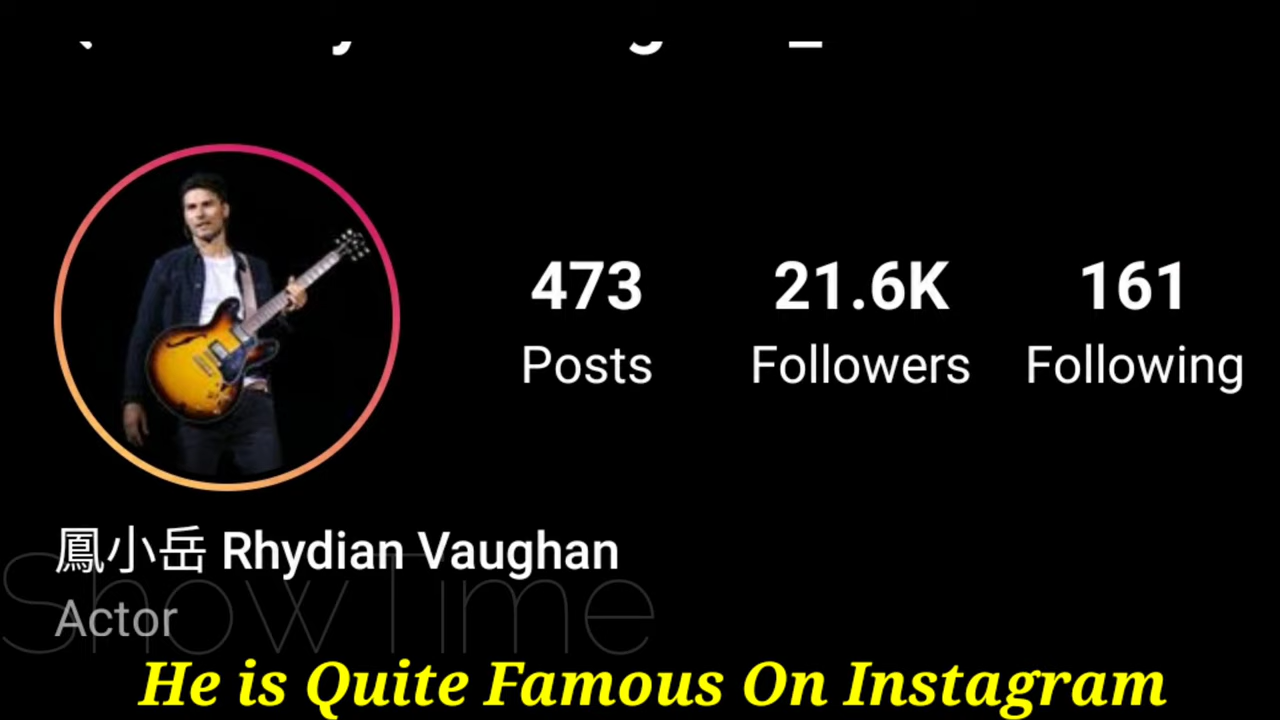 473 21.6K 161
Posts Followers Following
鳳小岳 Rhydian Vaughan
Actor
ShowTime
He is Quite Famous On Instagram